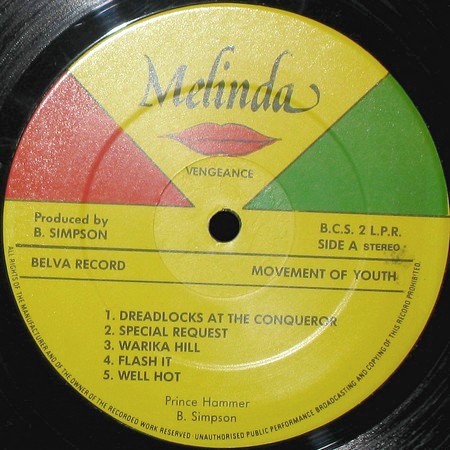 Melinda
VENGEANCE
Produced by
B. SIMPSON
B.C.S. 2 L.P.R.
SIDE A STEREO
BELVA RECORD
MOVEMENT OF YOUTH
1. DREADLOCKS AT THE CONQUEROR
2. SPECIAL REQUEST
3. WARIKA HILL
4. FLASH IT
5. WELL HOT
Prince Hammer
B. Simpson
ALL RIGHTS OF THE MANUFACTURER AND OF THE OWNER OF THE RECORDED WORK RESERVED · UNAUTHORISED PUBLIC PERFORMANCE BROADCASTING AND COPYING OF THIS RECORD PROHIBITED